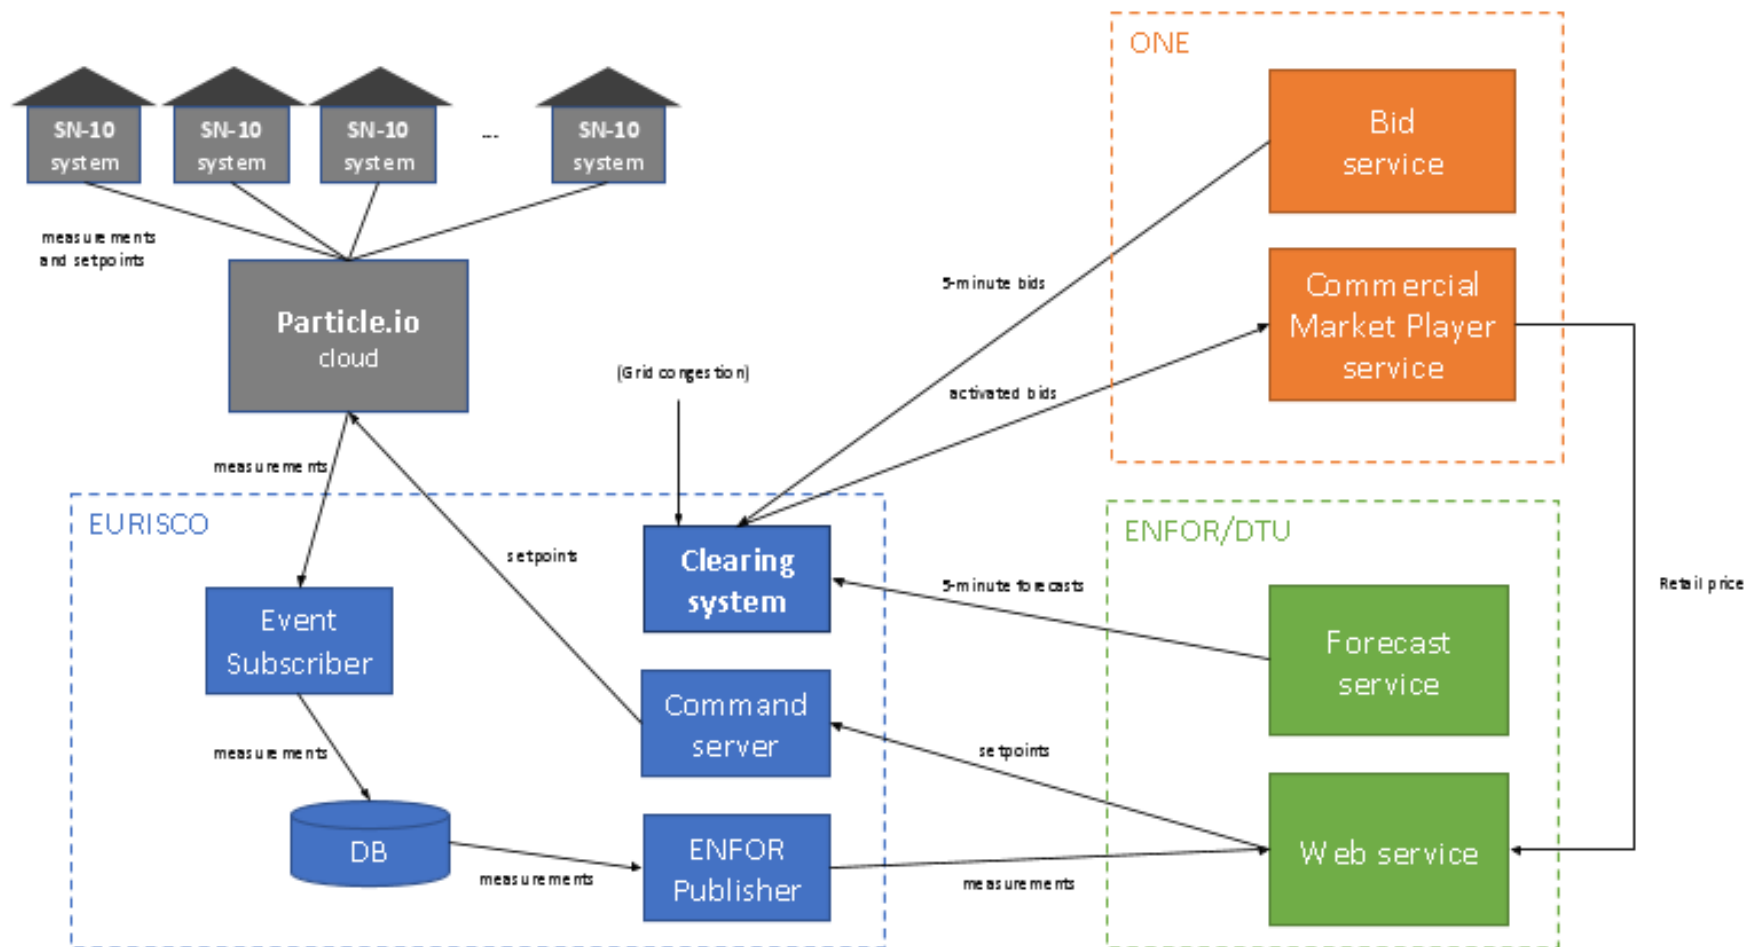 ONE
SN-10
system
SN-10
system
SN-10
system
...
SN-10
system
Bid
service
measurements
and setpoints
Particle.io
cloud
5-minute bids
Commercial
Market Player
service
(Grid congestion)
activated bids
measurements
EURISCO
setpoints
Clearing
system
ENFOR/DTU
5-minute forecasts
Retail price
Event
Subscriber
Forecast
service
Command
server
measurements
setpoints
DB
ENFOR
Publisher
Web service
measurements
measurements